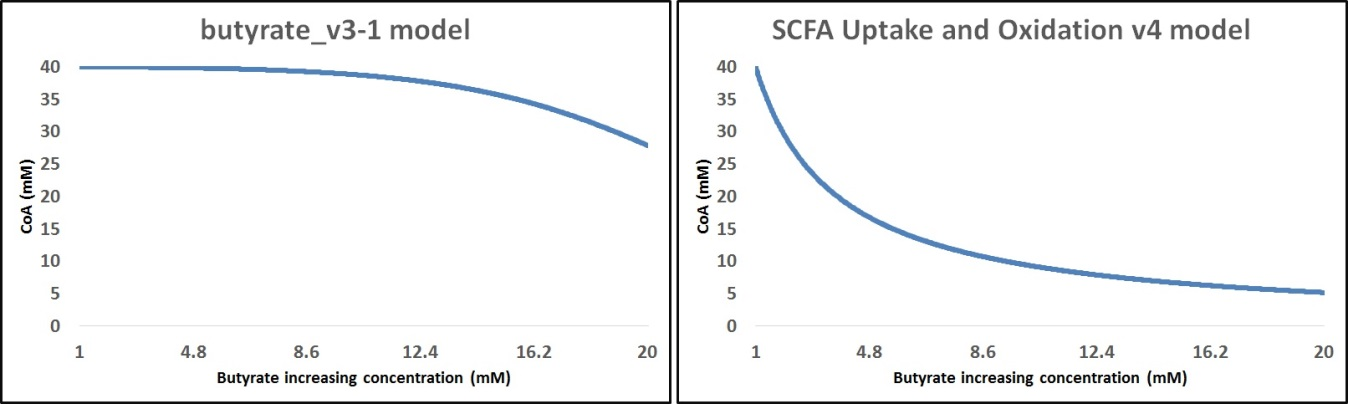 butyrate_v3-1 model
40
35
30
25
20
15
10
5
0
CoA (mM)
1 4.8 8.6 12.4 16.2 20
Butyrate increasing concentration (mM)
SCFA Uptake and Oxidation v4 model
40
35
30
25
20
15
10
5
0
CoA (mM)
1 4.8 8.6 12.4 16.2 20
Butyrate increasing concentration (mM)